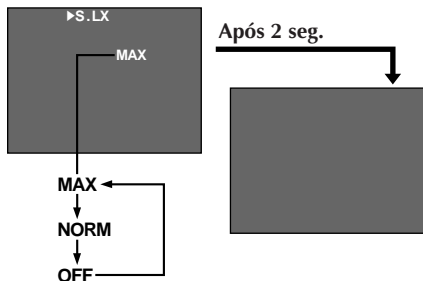 ▶S.LX
MAX
Após 2 seg.
MAX
NORM
OFF